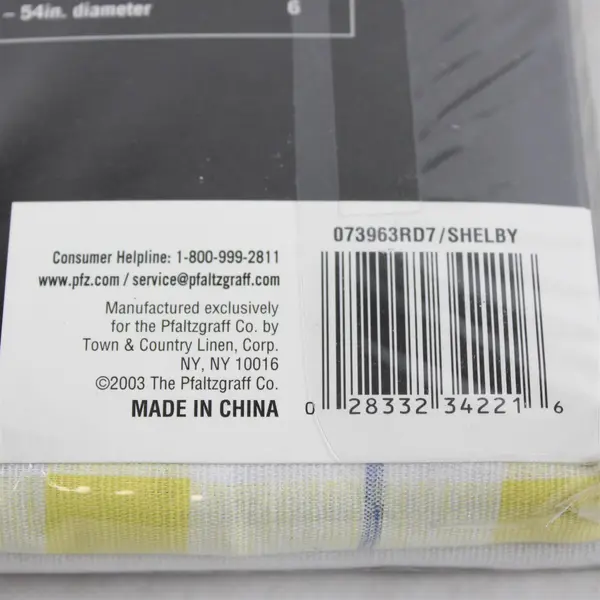 – 54in. diameter 6
073963RD7/SHELBY
Consumer Helpline: 1-800-999-2811
www.pfz.com / service@pfaltzgraff.com
Manufactured exclusively
for the Pfaltzgraff Co. by
Town & Country Linen, Corp.
NY, NY 10016
©2003 The Pfaltzgraff Co.
MADE IN CHINA
0 28332 34221 6